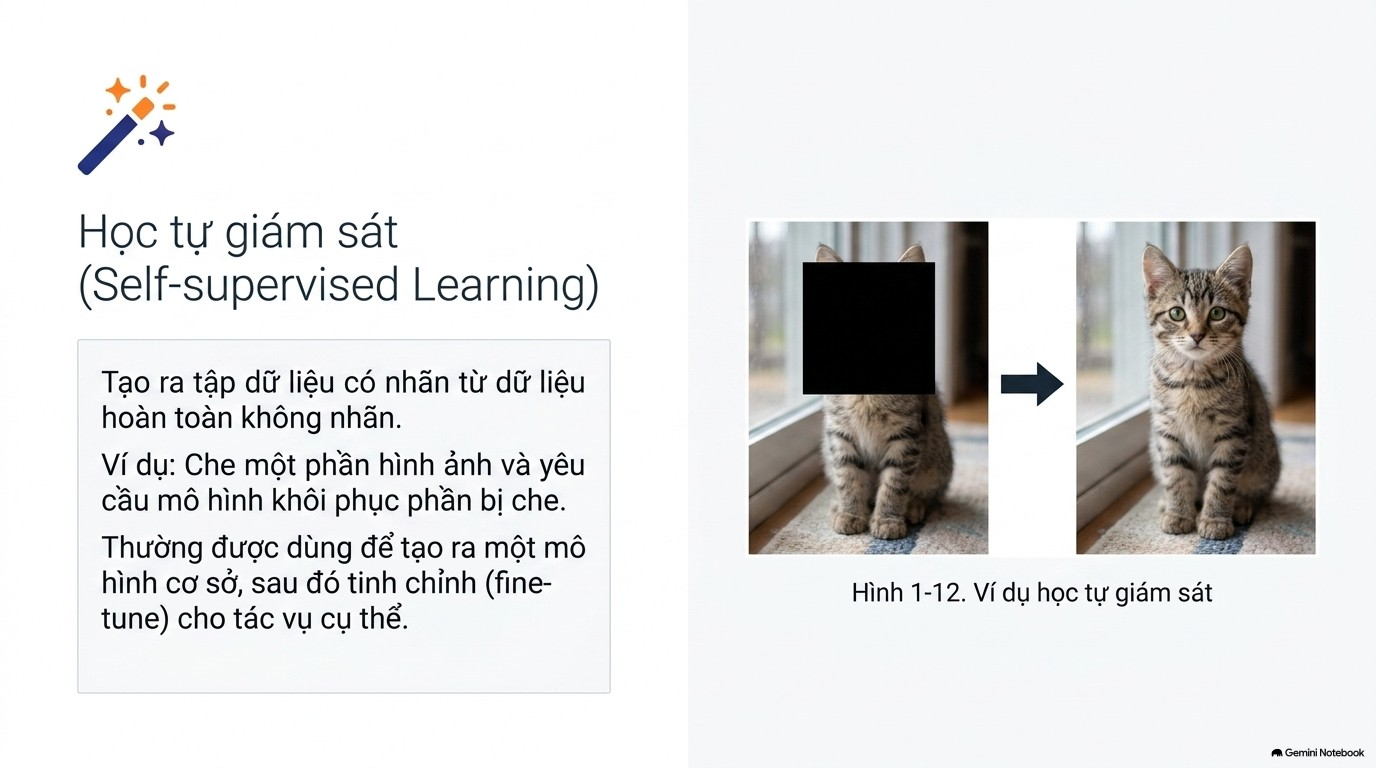 Học tự giám sát
(Self-supervised Learning)
Tạo ra tập dữ liệu có nhãn từ dữ liệu
hoàn toàn không nhãn.
Ví dụ: Che một phần hình ảnh và yêu
cầu mô hình khôi phục phần bị che.
Thường được dùng để tạo ra một mô
hình cơ sở, sau đó tinh chỉnh (fine-
tune) cho tác vụ cụ thể.
Hình 1-12. Ví dụ học tự giám sát
Gemini Notebook